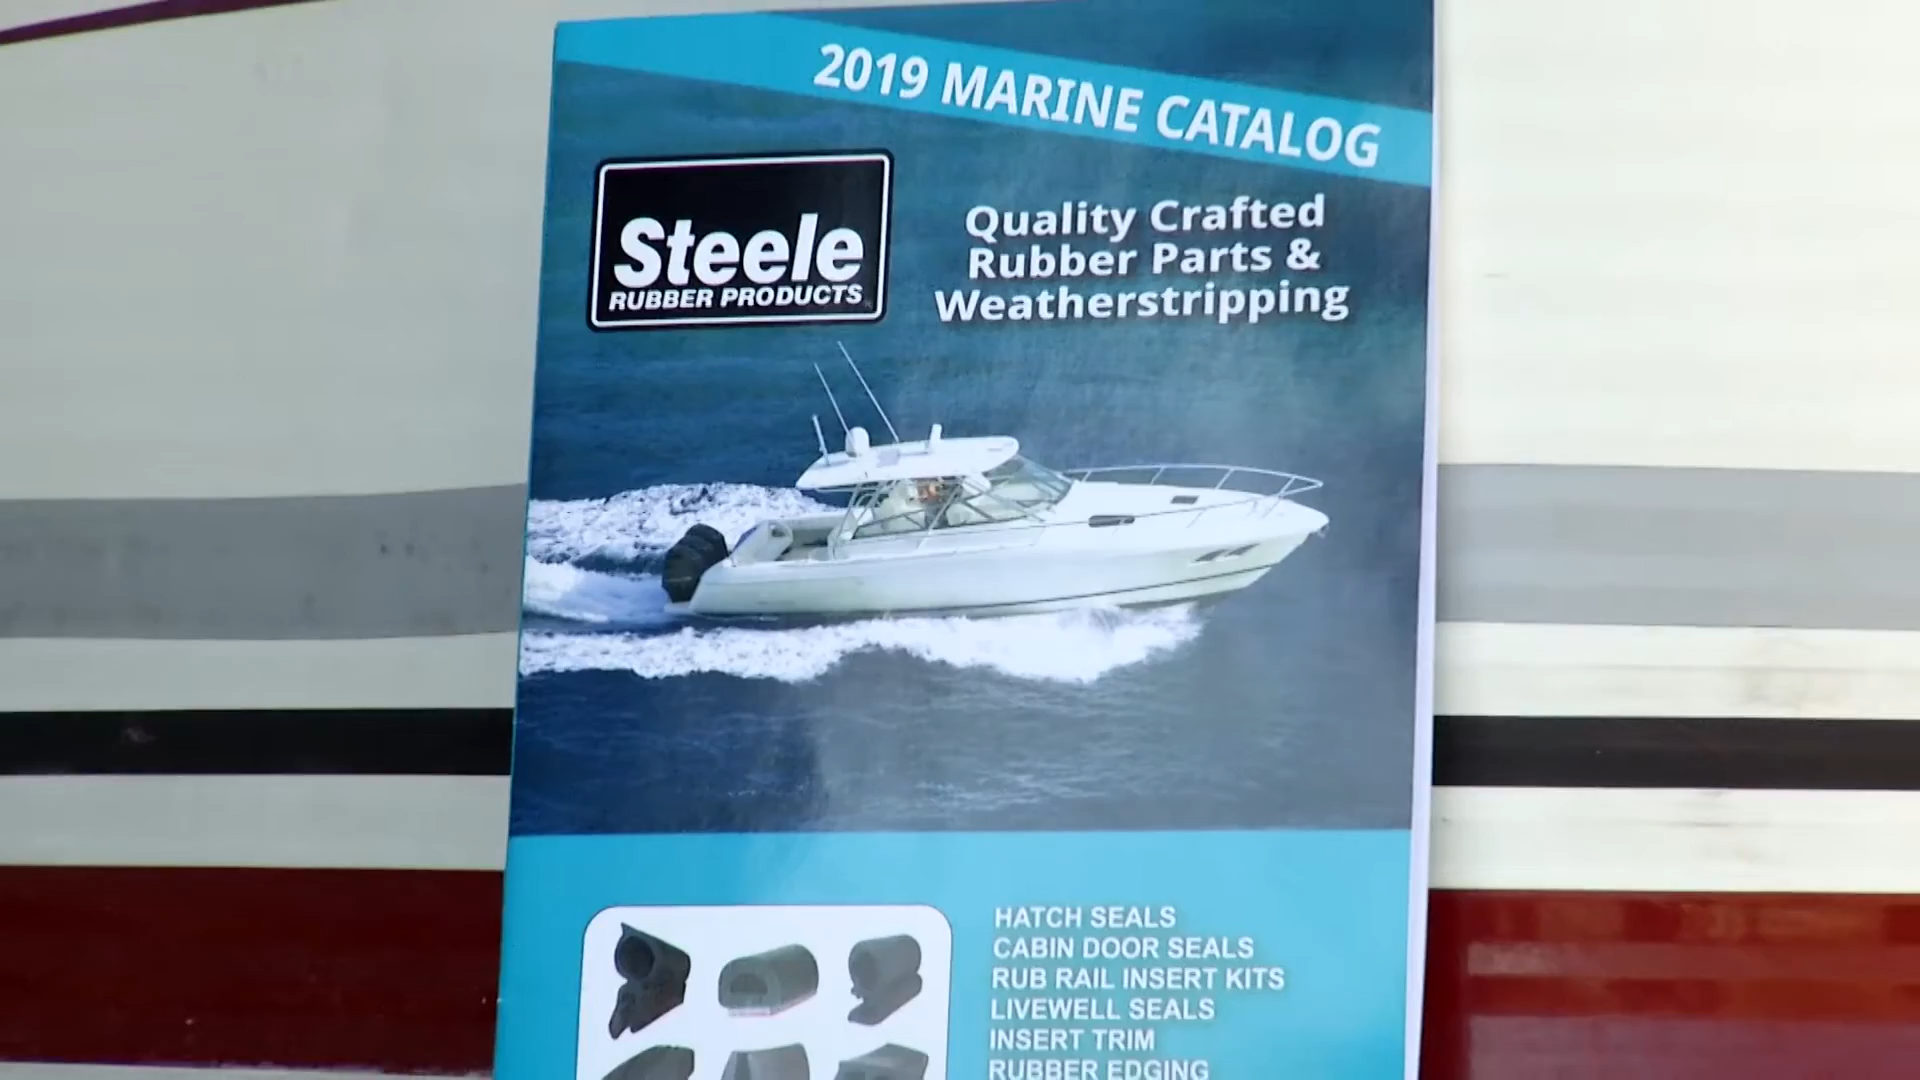 2019 MARINE CATALOG
Steele
RUBBER PRODUCTS
Quality Crafted
Rubber Parts &
Weatherstripping
HATCH SEALS
CABIN DOOR SEALS
RUB RAIL INSERT KITS
LIVEWELL SEALS
INSERT TRIM
RUBBER EDGING